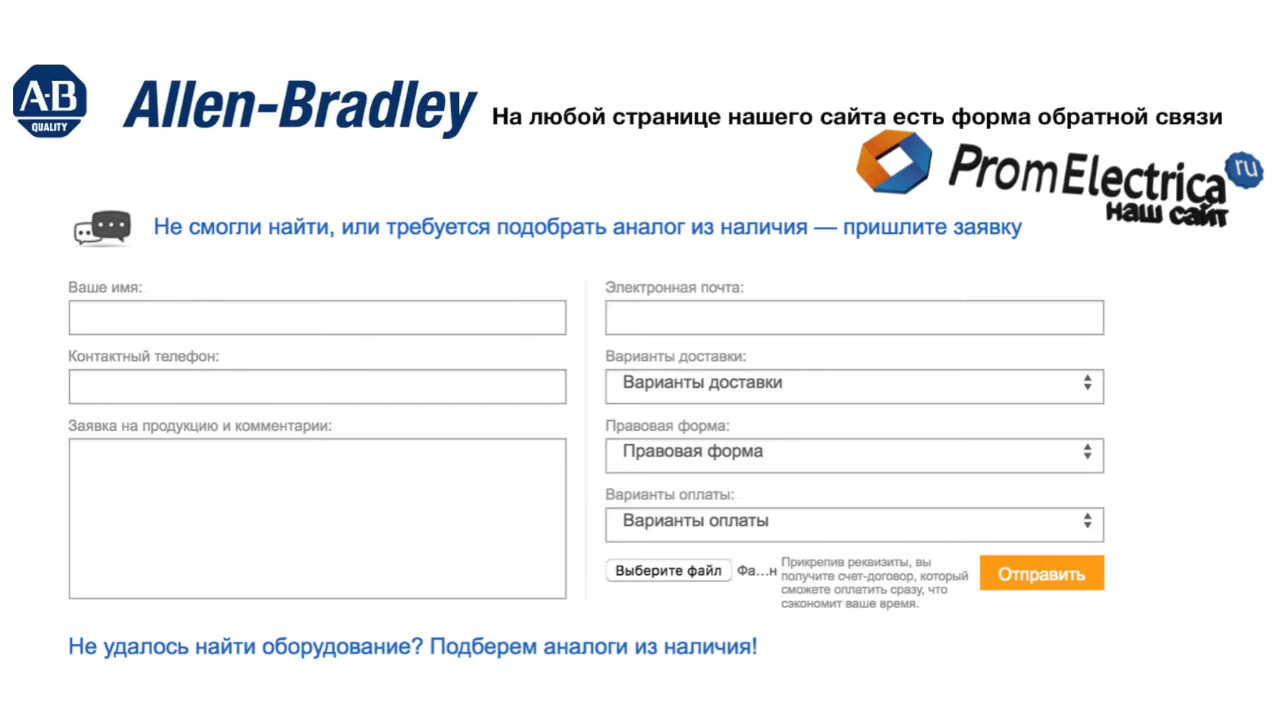 A-B
QUALITY
Allen-Bradley
На любой странице нашего сайта есть форма обратной связи
PromElectrica ru
наш сайт
Не смогли найти, или требуется подобрать аналог из наличия — пришлите заявку
Ваше имя:
Электронная почта:
Контактный телефон:
Варианты доставки:
Варианты доставки
Заявка на продукцию и комментарии:
Правовая форма:
Правовая форма
Варианты оплаты:
Варианты оплаты
Выберите файл Фа...н
Прикрепив реквизиты, вы
получите счет-договор, который
сможете оплатить сразу, что
сэкономит ваше время.
Отправить
Не удалось найти оборудование? Подберем аналоги из наличия!